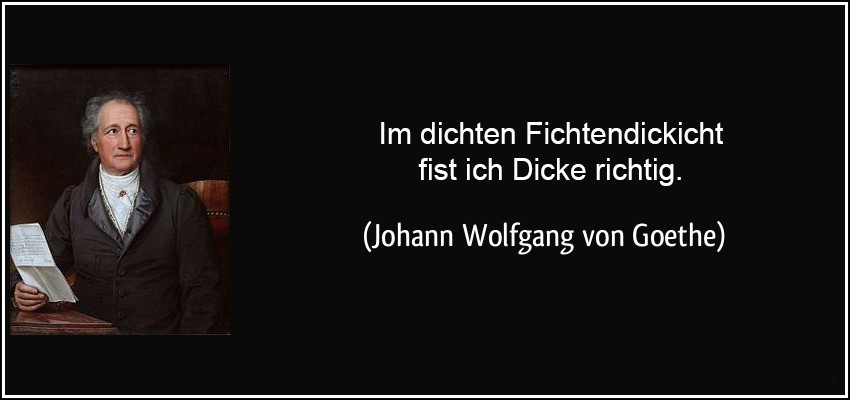 Im dichten Fichtendickicht
fist ich Dicke richtig.
(Johann Wolfgang von Goethe)